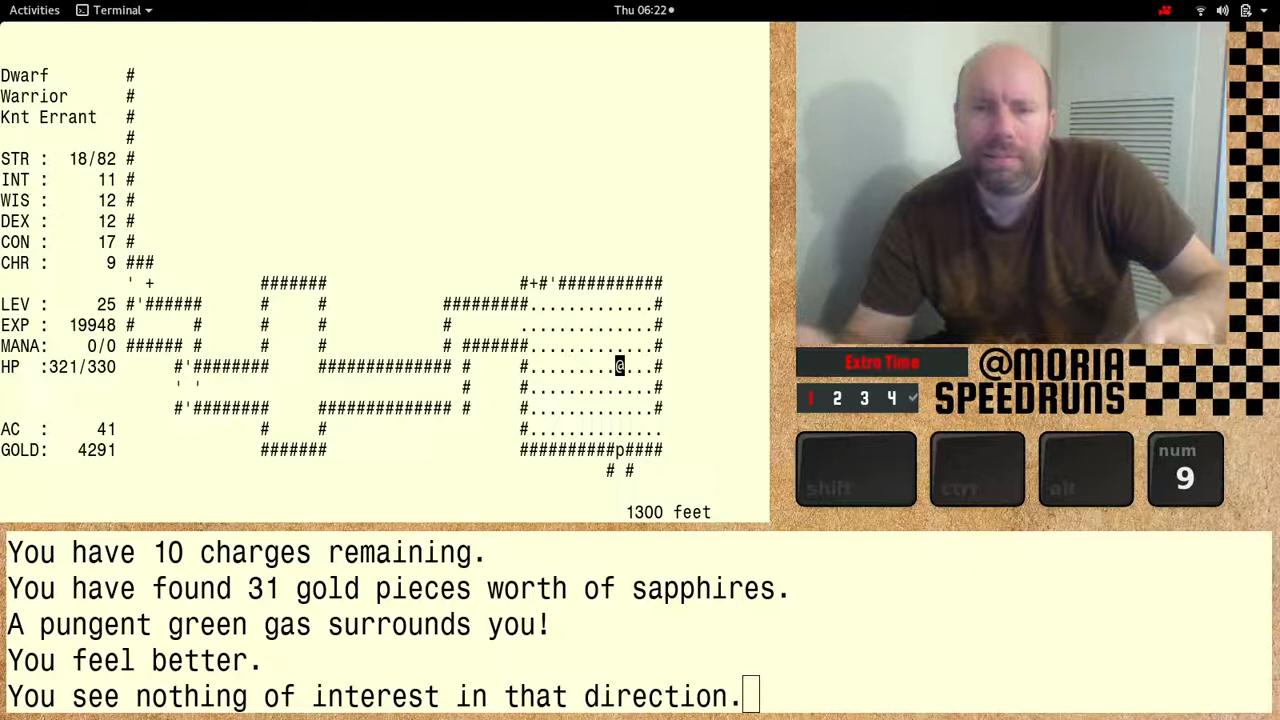 Activities Terminal Thu 06:22
Dwarf #
Warrior #
Knt Errant #
#
STR : 18/82 #
INT : 11 #
WIS : 12 #
DEX : 12 #
CON : 17 #
CHR : 9 ###
' + ####### #+#'###########
LEV : 25 #'###### # # #########.............#
EXP : 19948 # # # # .............#
MANA: 0/0 ###### # # # # #######.............#
HP :321/330 #'######## ############## # #.........@...#
' ' # #.............#
#'######## ############## # #.............#
AC : 41 # # #.............
GOLD: 4291 ####### ##########p####
# #
1300 feet
Extra Time
1 2 3 4 ✓
@MORIA
SPEEDRUNS
shift
ctrl
alt
num
9
You have 10 charges remaining.
You have found 31 gold pieces worth of sapphires.
A pungent green gas surrounds you!
You feel better.
You see nothing of interest in that direction.